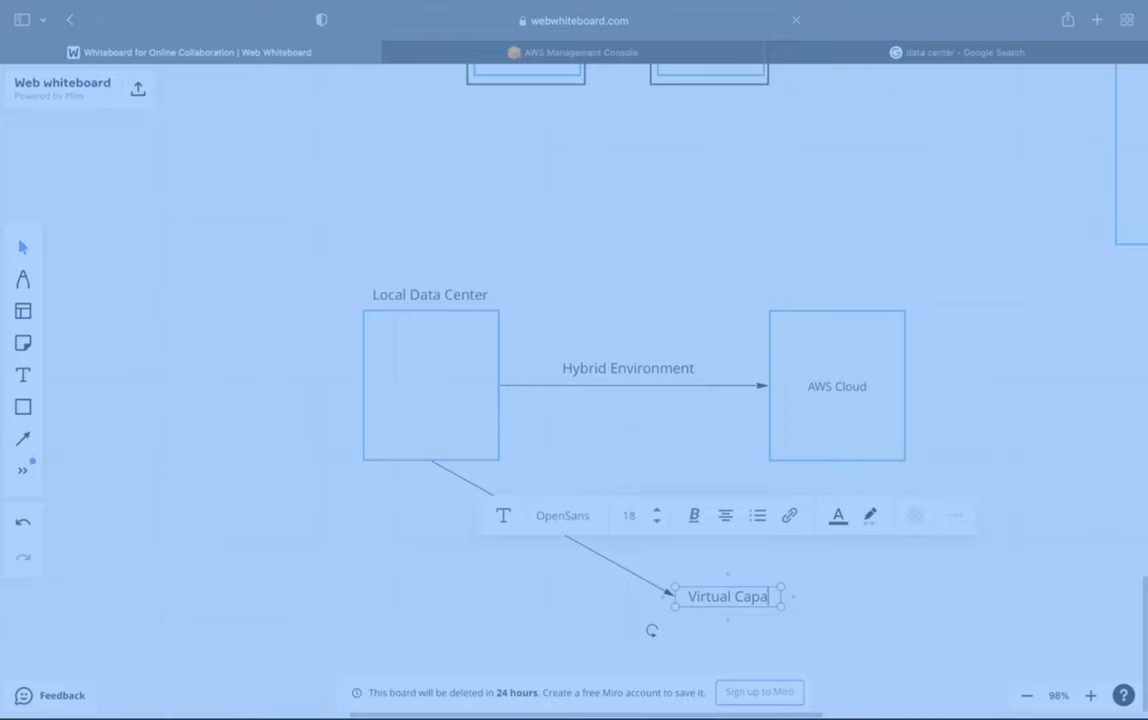 webwhiteboard.com
Whiteboard for Online Collaboration | Web Whiteboard
AWS Management Console
data center - Google Search
Web whiteboard
Powered by Miro
Local Data Center
Hybrid Environment
AWS Cloud
OpenSans
18
Virtual Capa
Feedback
This board will be deleted in 24 hours. Create a free Miro account to save it.
Sign up to Miro
98%